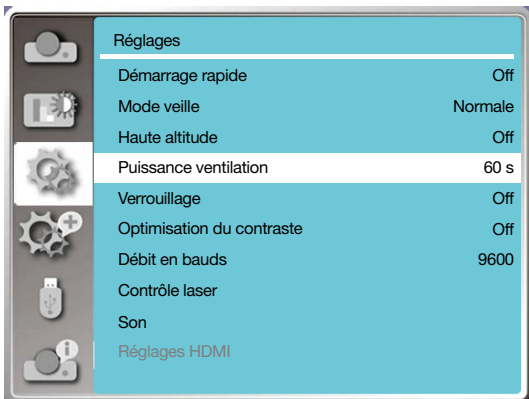 Réglages
Démarrage rapide Off
Mode veille Normale
Haute altitude Off
Puissance ventilation 60 s
Verrouillage Off
Optimisation du contraste Off
Débit en bauds 9600
Contrôle laser
Son
Réglages HDMI